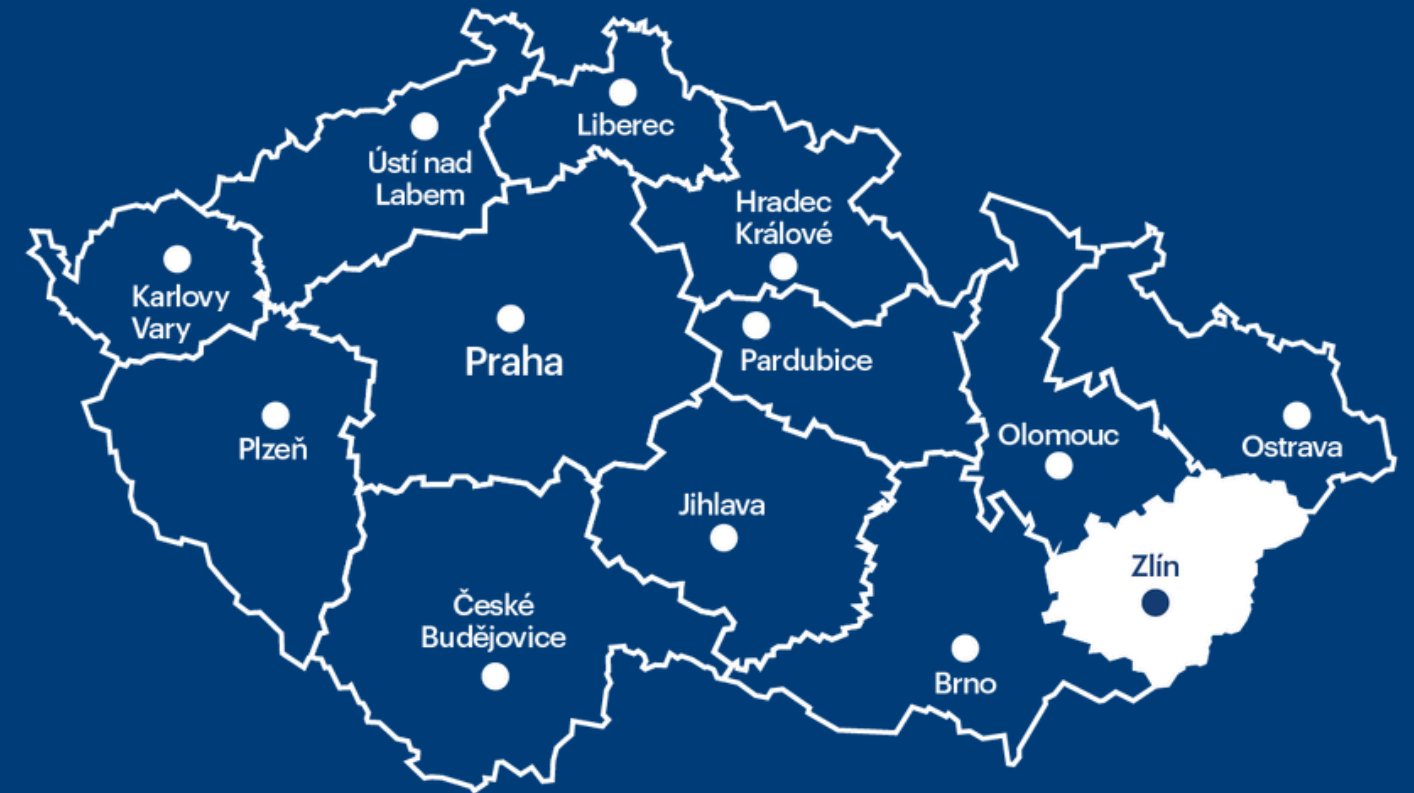 Liberec
Ústí nad
Labem
Hradec
Králové
Karlovy
Vary
Praha
Pardubice
Plzeň
Olomouc
Ostrava
Jihlava
Zlín
České
Budějovice
Brno